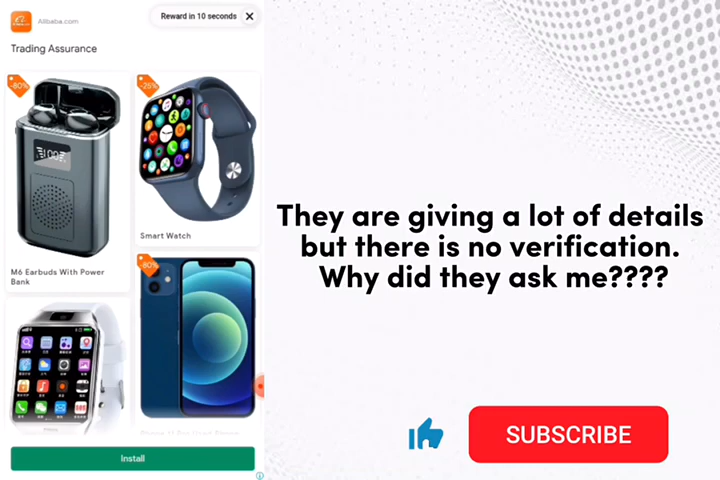 Alibaba.com
Reward in 10 seconds
Trading Assurance
-80%
-26%
M6 Earbuds With Power
Bank
Smart Watch
-80%
Install
They are giving a lot of details
but there is no verification.
Why did they ask me????
SUBSCRIBE